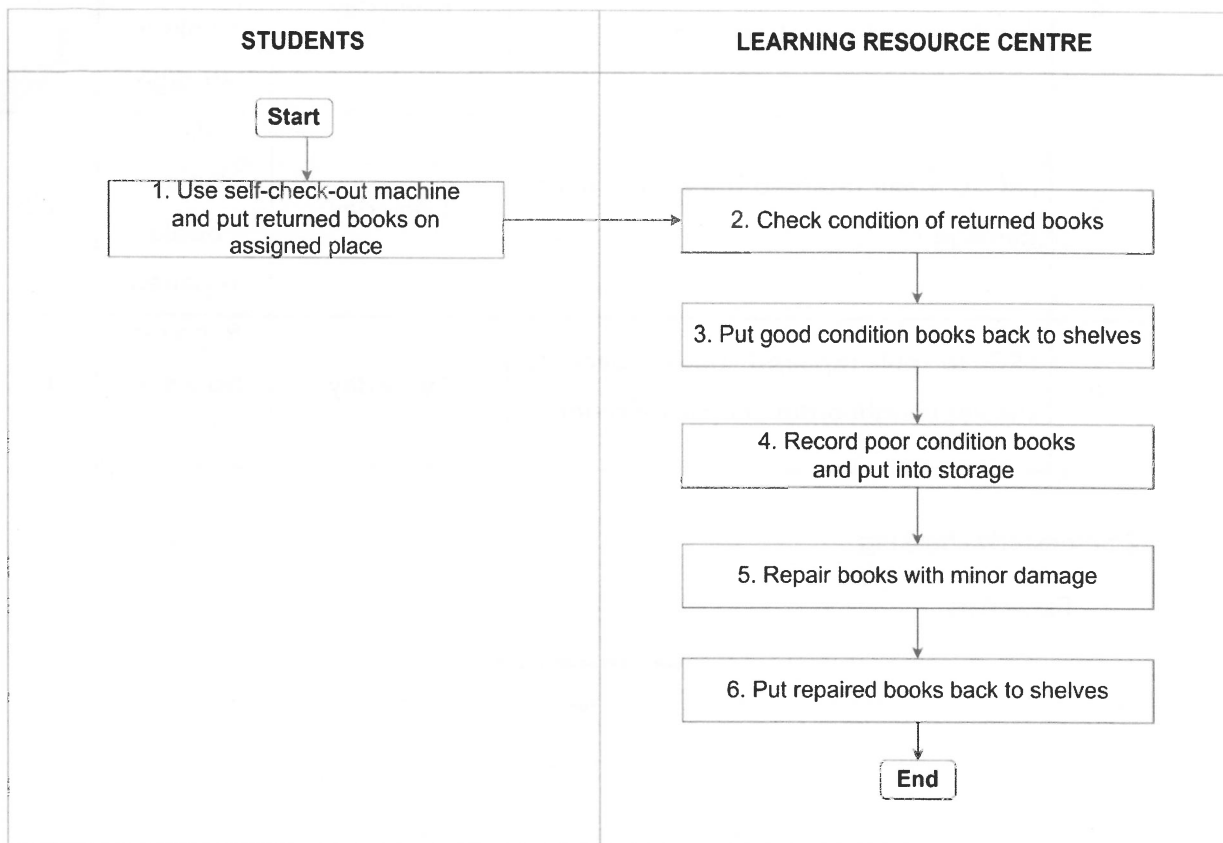 STUDENTS
LEARNING RESOURCE CENTRE
Start
1. Use self-check-out machine
and put returned books on
assigned place
2. Check condition of returned books
3. Put good condition books back to shelves
4. Record poor condition books
and put into storage
5. Repair books with minor damage
6. Put repaired books back to shelves
End